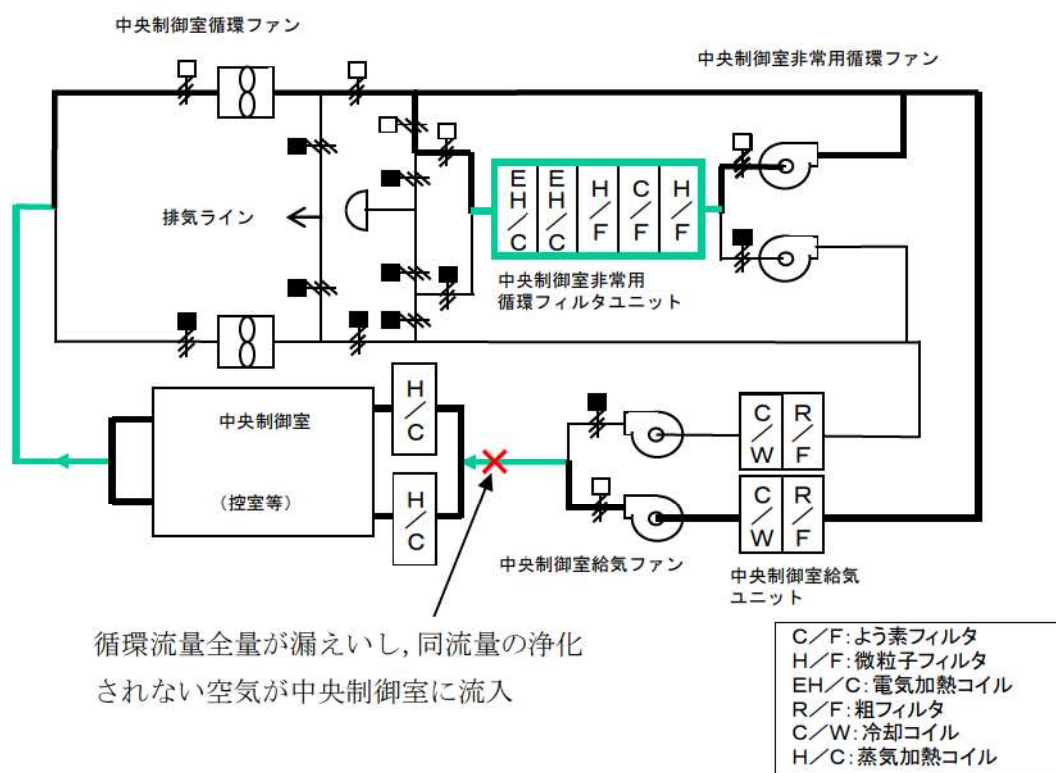 中央制御室循環ファン
中央制御室非常用循環ファン
排気ライン
EH/C
EH/C
H/F
C/F
H/F
中央制御室非常用
循環フィルタユニット
中央制御室
(控室等)
H/C
H/C
C/W
R/F
C/W
R/F
中央制御室給気ファン
中央制御室給気
ユニット
循環流量全量が漏えいし,同流量の浄化
されない空気が中央制御室に流入
C/F:よう素フィルタ
H/F:微粒子フィルタ
EH/C:電気加熱コイル
R/F:粗フィルタ
C/W:冷却コイル
H/C:蒸気加熱コイル